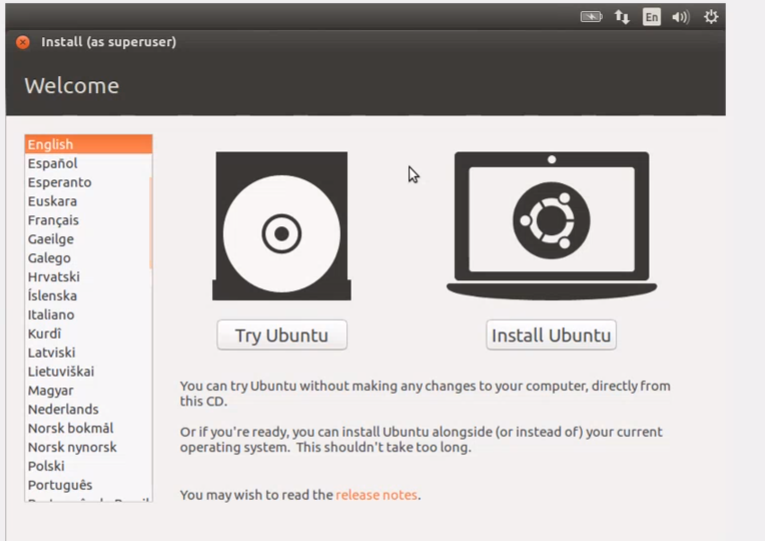 En
Install (as superuser)
Welcome
English
Español
Esperanto
Euskara
Français
Gaeilge
Galego
Hrvatski
Íslenska
Italiano
Kurdî
Latviski
Lietuviškai
Magyar
Nederlands
Norsk bokmål
Norsk nynorsk
Polski
Português
Try Ubuntu
Install Ubuntu
You can try Ubuntu without making any changes to your computer, directly from
this CD.
Or if you're ready, you can install Ubuntu alongside (or instead of) your current
operating system. This shouldn't take too long.
You may wish to read the release notes.